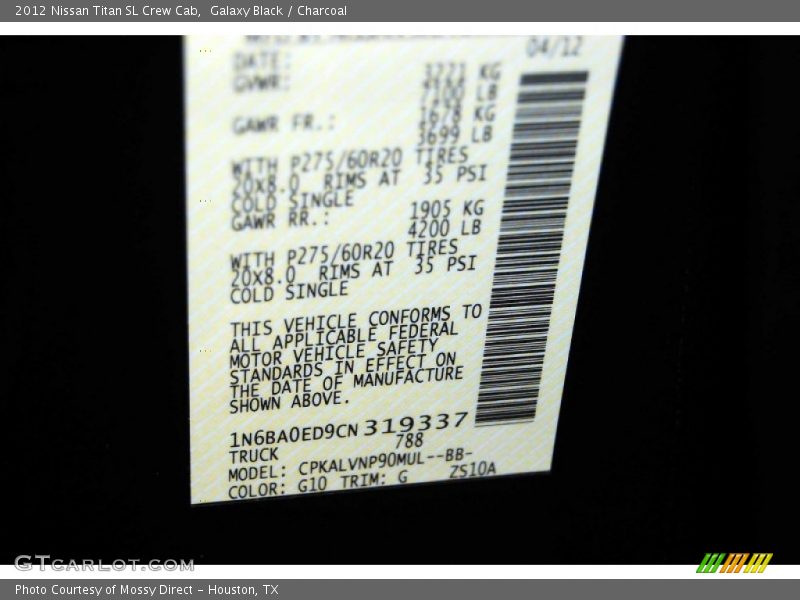 2012 Nissan Titan SL Crew Cab, Galaxy Black / Charcoal
04/12
DATE:
GVWR: 3221 KG
7100 LB
GAWR FR.: 1678 KG
3699 LB
WITH P275/60R20 TIRES
20X8.0 RIMS AT 35 PSI
COLD SINGLE
GAWR RR.: 1905 KG
4200 LB
WITH P275/60R20 TIRES
20X8.0 RIMS AT 35 PSI
COLD SINGLE
THIS VEHICLE CONFORMS TO
ALL APPLICABLE FEDERAL
MOTOR VEHICLE SAFETY
STANDARDS IN EFFECT ON
THE DATE OF MANUFACTURE
SHOWN ABOVE.
1N6BA0ED9CN319337
TRUCK 788
MODEL: CPKALVNP90MUL--BB-
COLOR: G10 TRIM: G ZS10A
GTCARLOT.COM
Photo Courtesy of Mossy Direct - Houston, TX